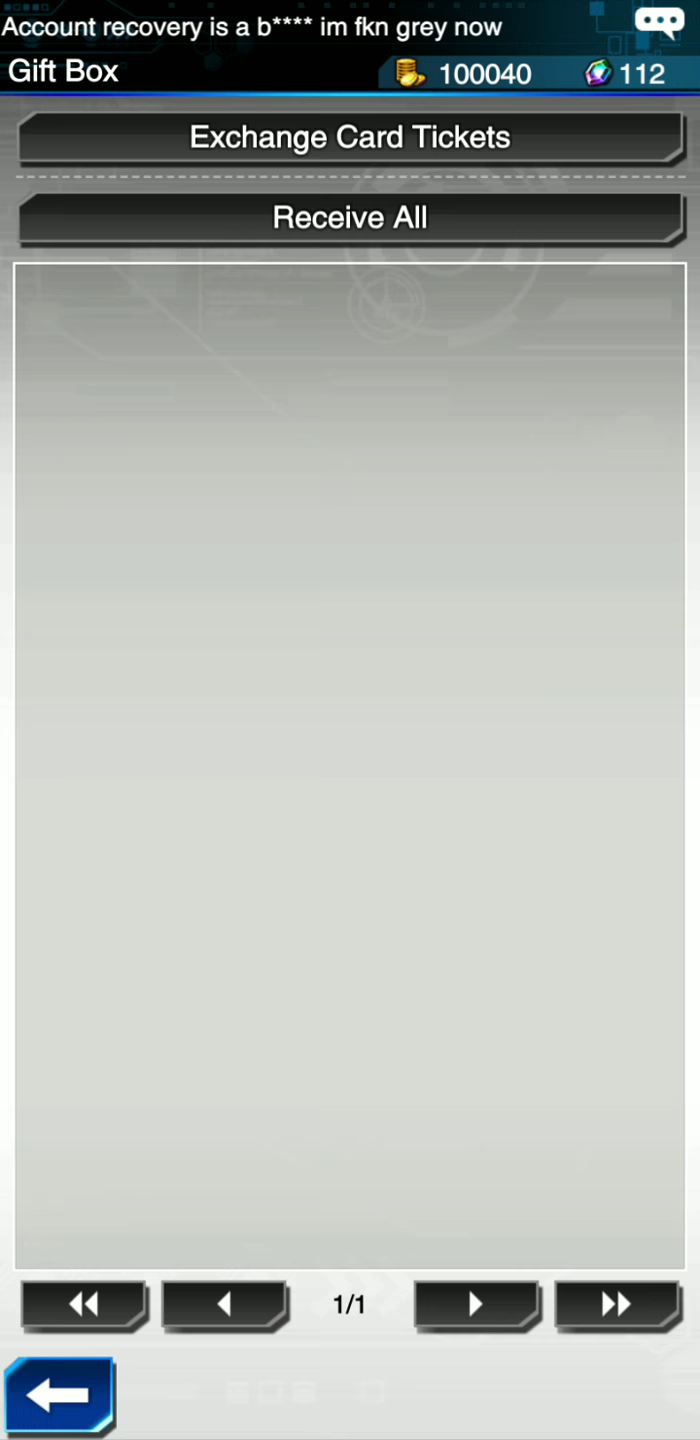 Account recovery is a b**** im fkn grey now
Gift Box
100040
112
Exchange Card Tickets
Receive All
1/1